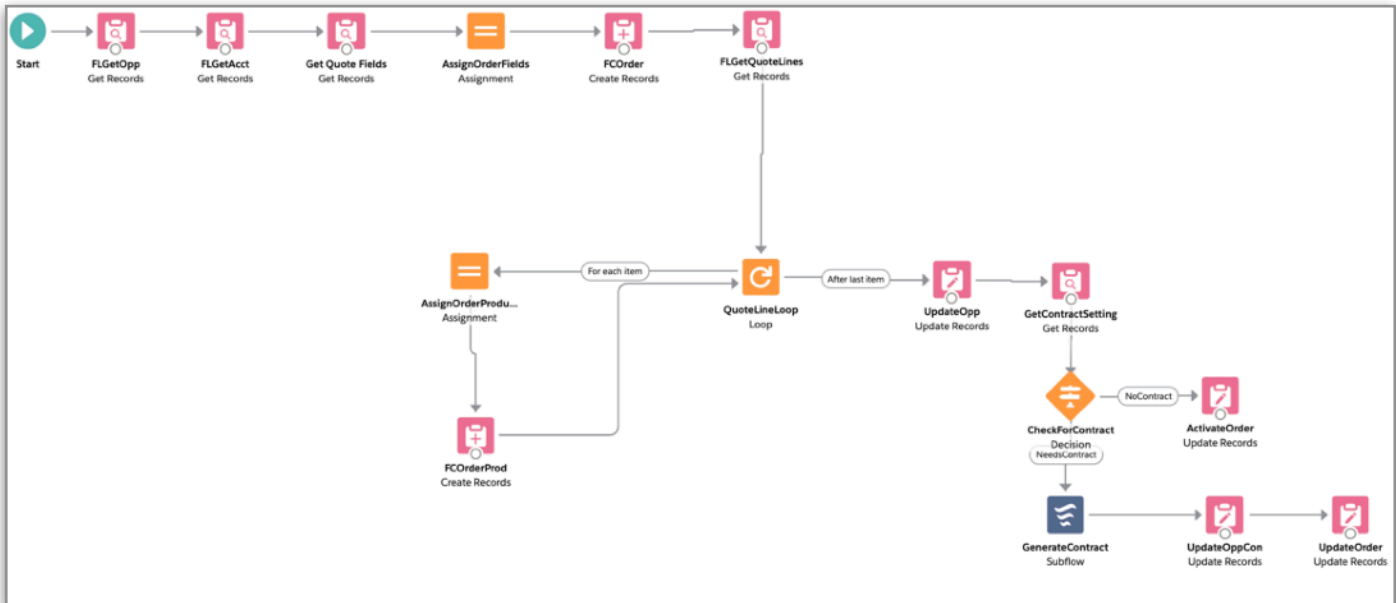 Start
Get Records
FLGetOpp
FLGetAcct
Get Records
Get Quote Fields
Get Records
AssignOrderFields
Assignment
FCOrder
Create Records
FLGetQuoteLines
Get Records
For each item
AssignOrderProdu...
Assignment
FCOrderProd
Create Records
QuoteLineLoop
Loop
After last item
UpdateOpp
Update Records
GetContractSetting
Get Records
CheckForContract
Decision
NoContract
ActivateOrder
Update Records
NeedsContract
GenerateContract
Subflow
UpdateOppCon
Update Records
UpdateOrder
Update Records